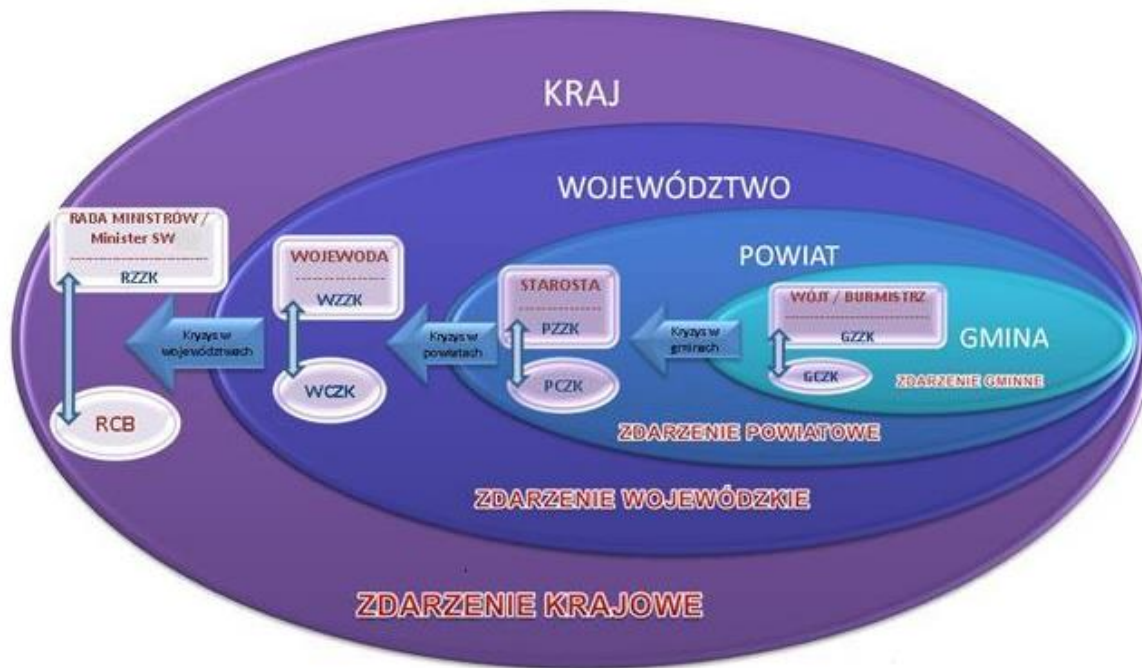 KRAJ
WOJEWÓDZTWO
POWIAT
GMINA
RADA MINISTRÓW /
Minister SW
RZZK
RCB
Kryzys w
województwach
WOJEWODA
WZZK
WCZK
Kryzys w
powiatach
STAROSTA
PZZK
PCZK
Kryzys w
gminach
WÓJT / BURMISTRZ
GZZK
GCZK
ZDARZENIE GMINNE
ZDARZENIE POWIATOWE
ZDARZENIE WOJEWÓDZKIE
ZDARZENIE KRAJOWE